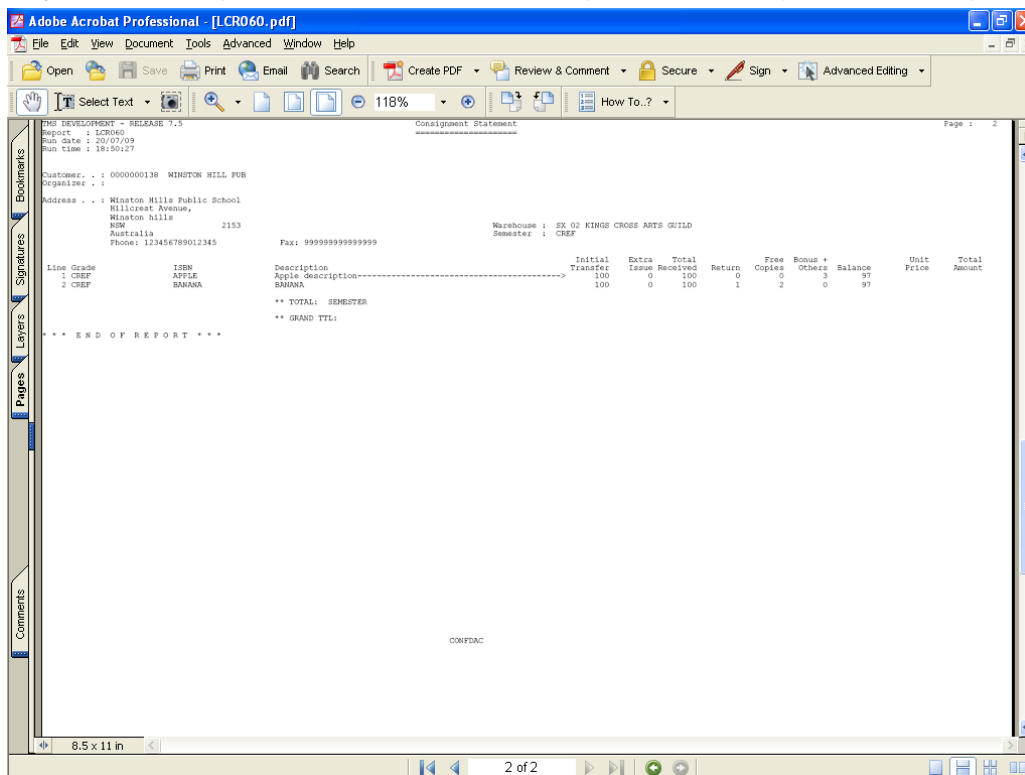 Adobe Acrobat Professional - [LCR060.pdf]
File Edit View Document Tools Advanced Window Help
Open Save Print Email Search Create PDF Review & Comment Secure Sign Advanced Editing
Select Text 118% How To..?
Bookmarks
Signatures
Layers
Pages
Comments
TMS DEVELOPMENT - RELEASE 7.5 Consignment Statement Page : 2
Report : LCR060 =====================
Run date : 20/07/09
Run time : 18:50:27
Customer. . : 0000000138 WINSTON HILL PUB
Organizer . :
Address . . : Winston Hills Public School
Hillcrest Avenue,
Winston hills
NSW 2153 Warehouse : SX 02 KINGS CROSS ARTS GUILD
Australia Semester : CREF
Phone: 123456789012345 Fax: 999999999999999
Initial Extra Total Free Bonus + Unit Total
Line Grade ISBN Description Transfer Issue Received Return Copies Others Balance Price Amount
1 CREF APPLE Apple description--------------------------------------------------> 100 0 100 0 0 3 97
2 CREF BANANA BANANA 100 0 100 1 2 0 97
** TOTAL: SEMESTER
** GRAND TTL:
* * * E N D O F R E P O R T * * *
CONFDAC
8.5 x 11 in
2 of 2